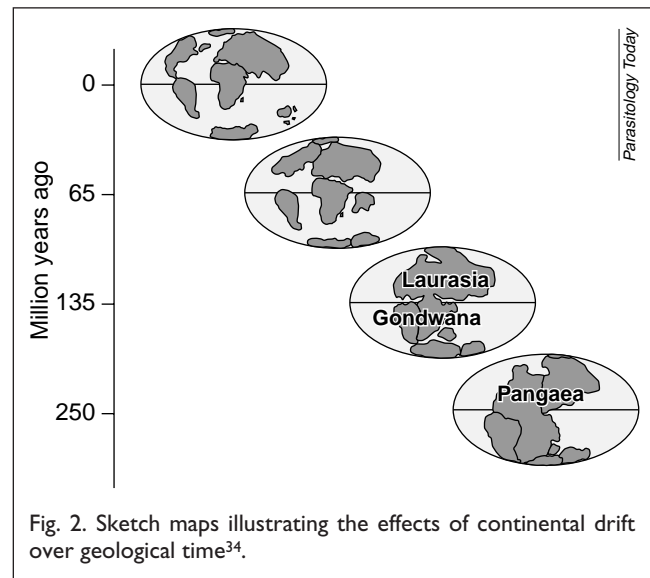 Parasitology Today
Million years ago
0
65
135
250
Laurasia
Gondwana
Pangaea
Fig. 2. Sketch maps illustrating the effects of continental drift
over geological time34.